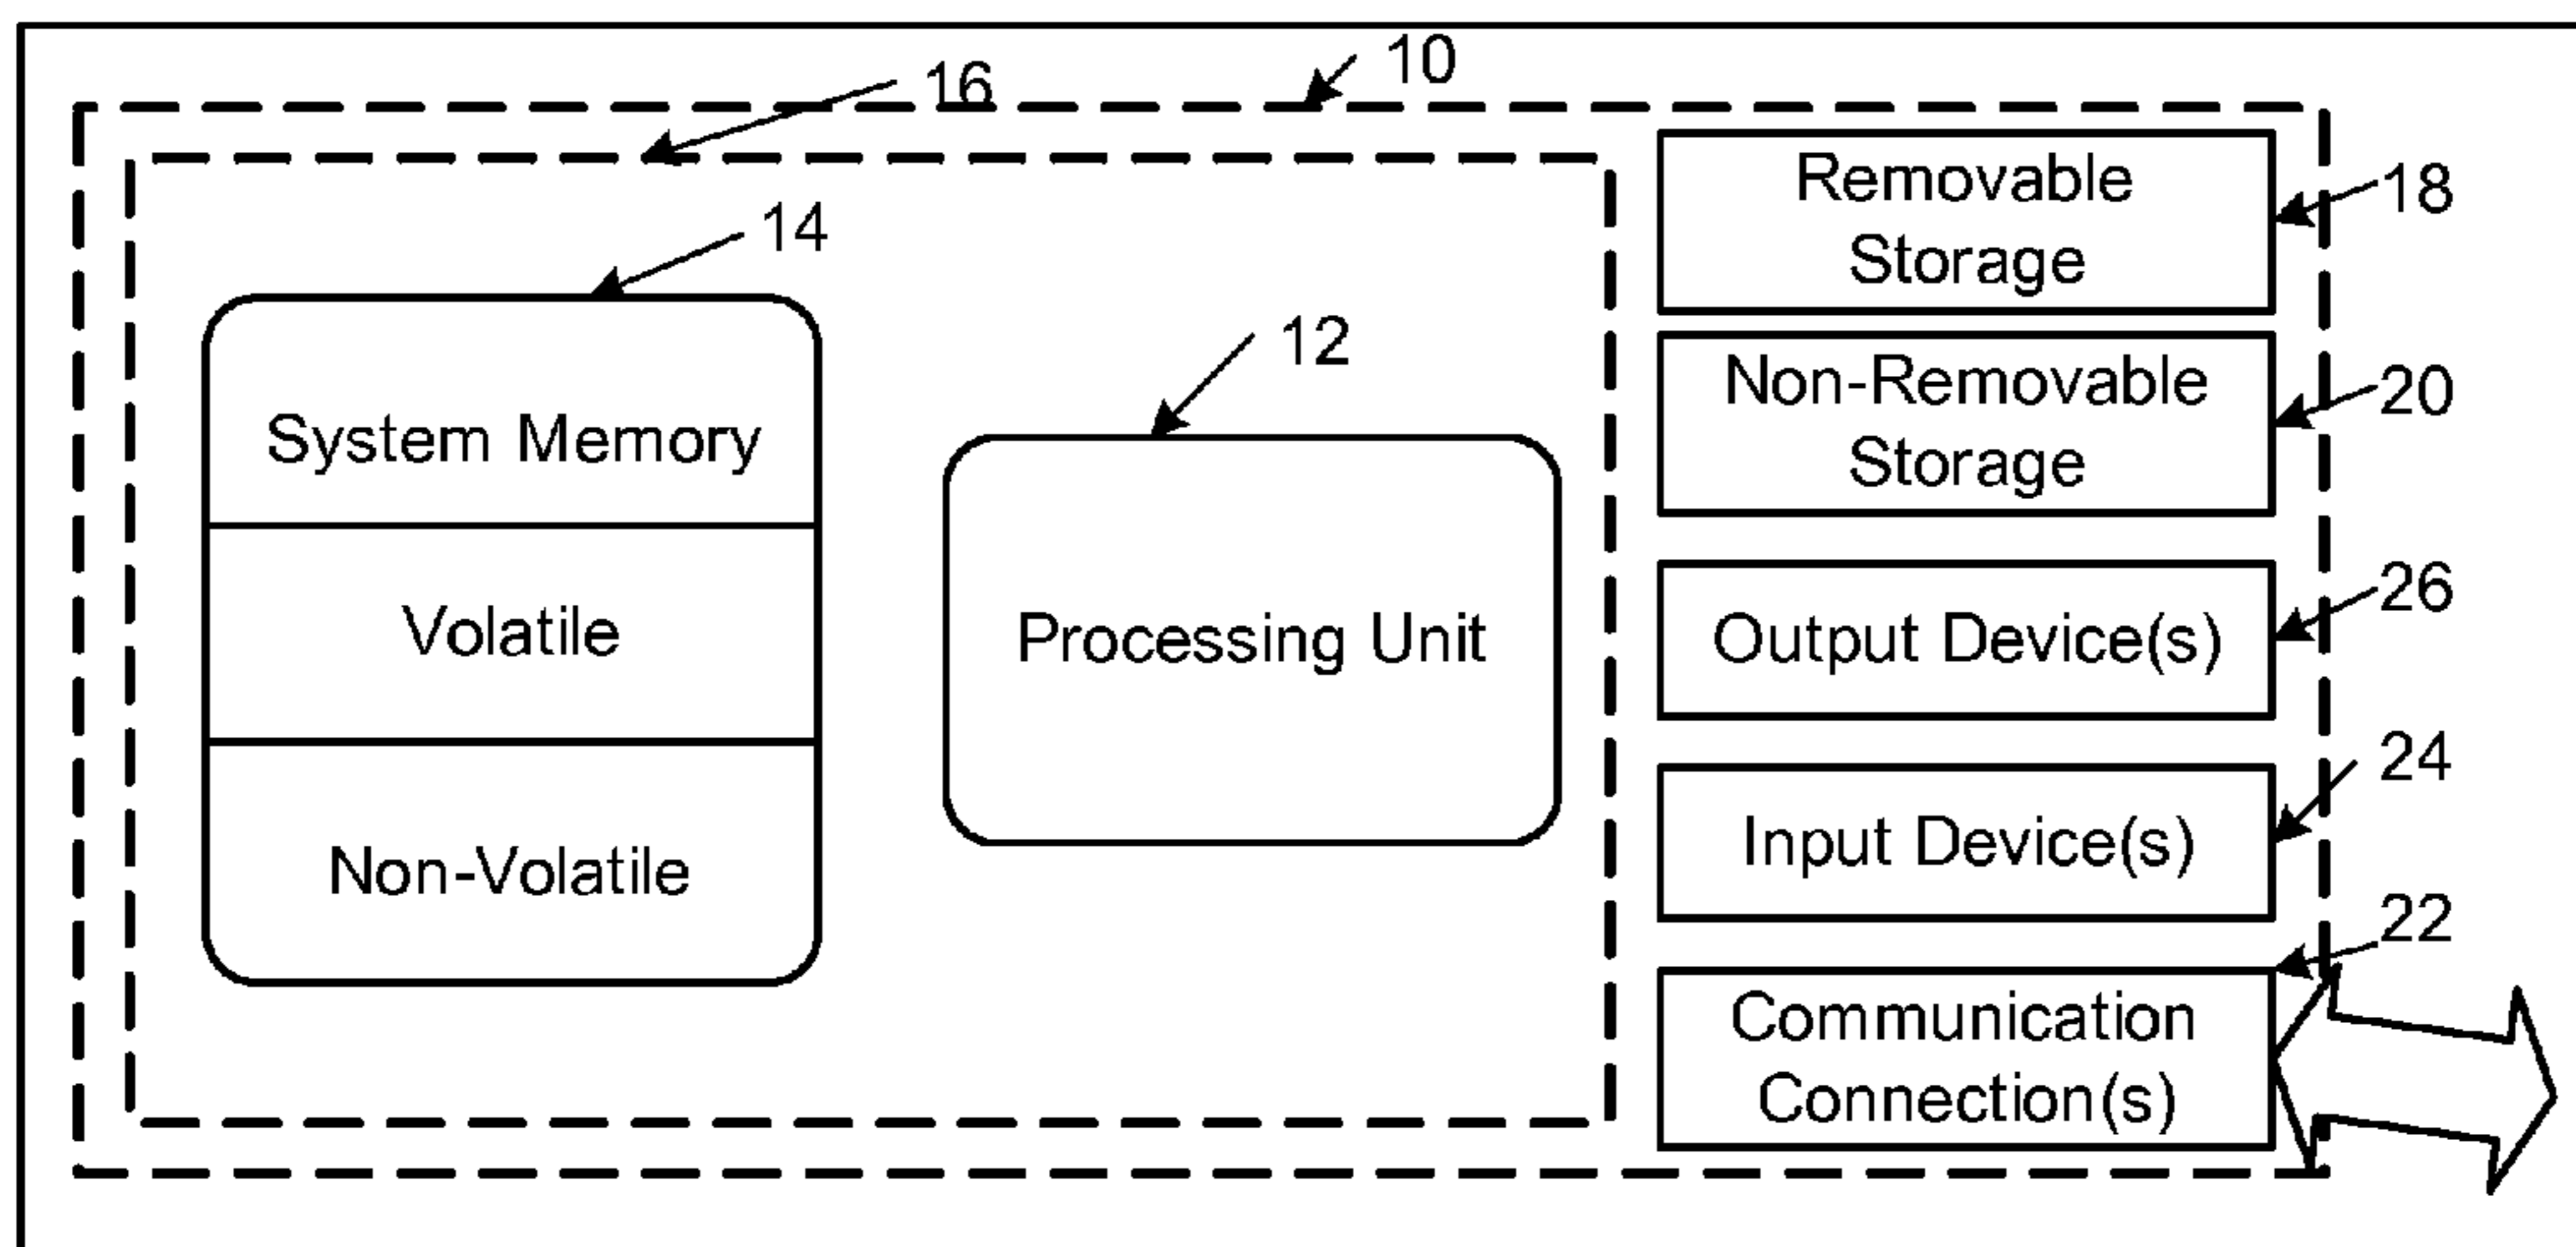 10
16
14
System Memory
Volatile
Non-Volatile
12
Processing Unit
Removable
Storage
18
Non-Removable
Storage
20
Output Device(s)
26
Input Device(s)
24
22
Communication
Connection(s)